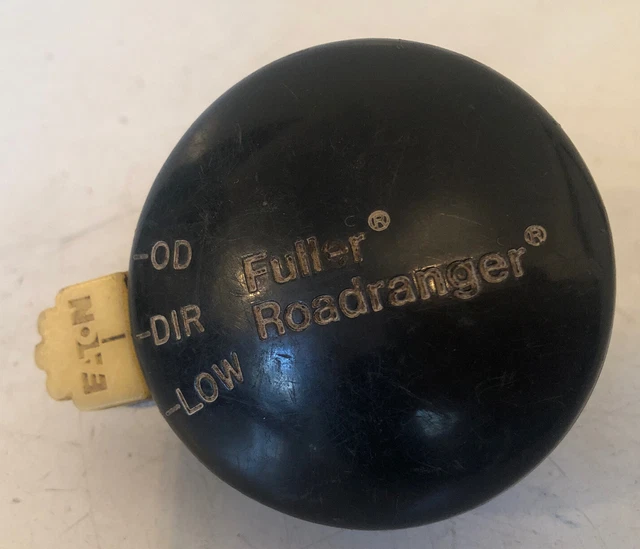 Fuller®
Roadranger®
-OD
-DIR
-LOW
EATON